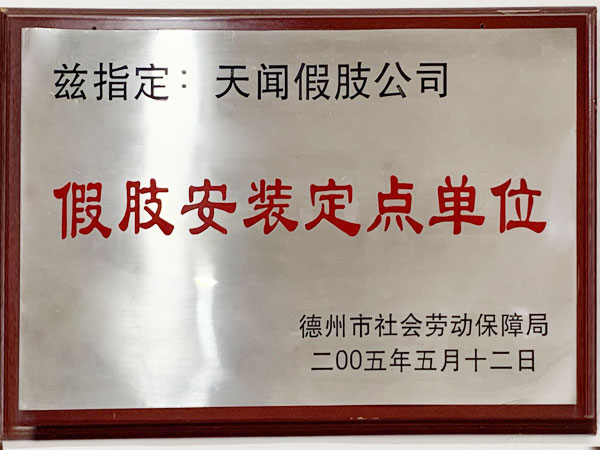 兹指定：天闻假肢公司
假肢安装定点单位
德州市社会劳动保障局
二00五年五月十二日